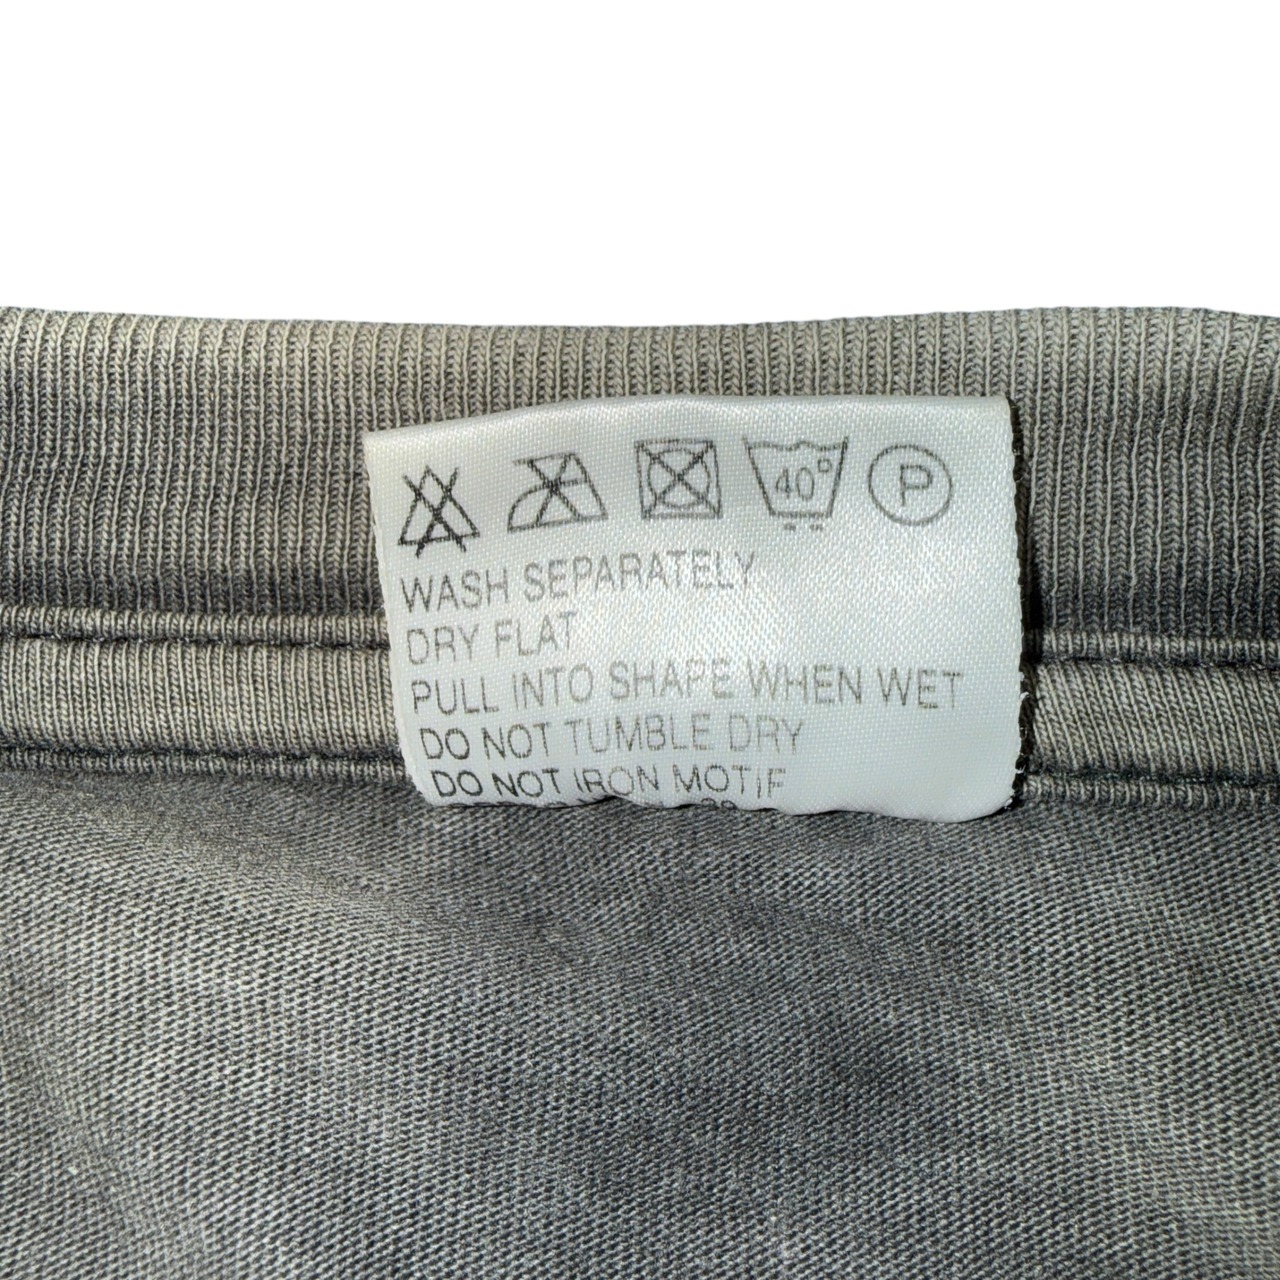 40°
P
WASH SEPARATELY
DRY FLAT
PULL INTO SHAPE WHEN WET
DO NOT TUMBLE DRY
DO NOT IRON MOTIF